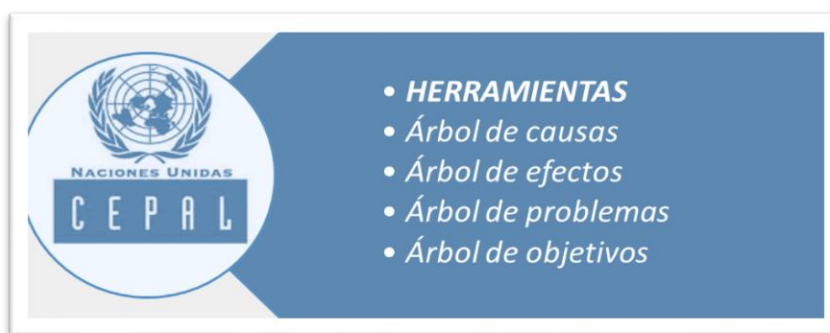 NACIONES UNIDAS
CEPAL
• HERRAMIENTAS
• Árbol de causas
• Árbol de efectos
• Árbol de problemas
• Árbol de objetivos